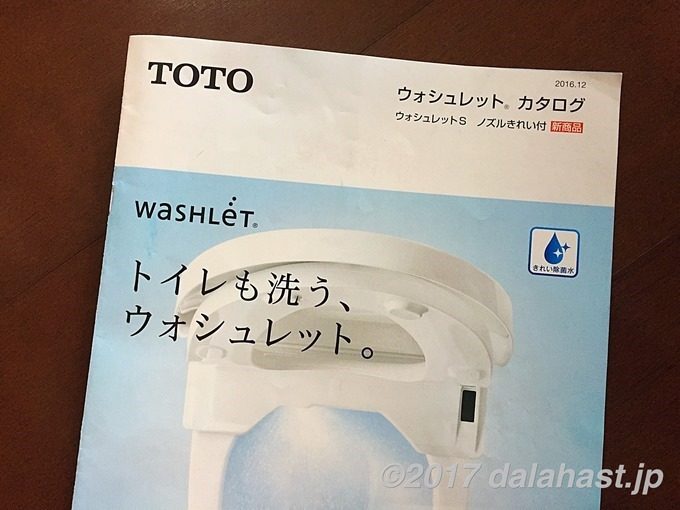 TOTO
2016.12
ウォシュレット® カタログ
ウォシュレットS ノズルきれい付 新商品
WASHLET®
きれい除菌水
トイレも洗う、
ウォシュレット。
©2017 dalahast.jp